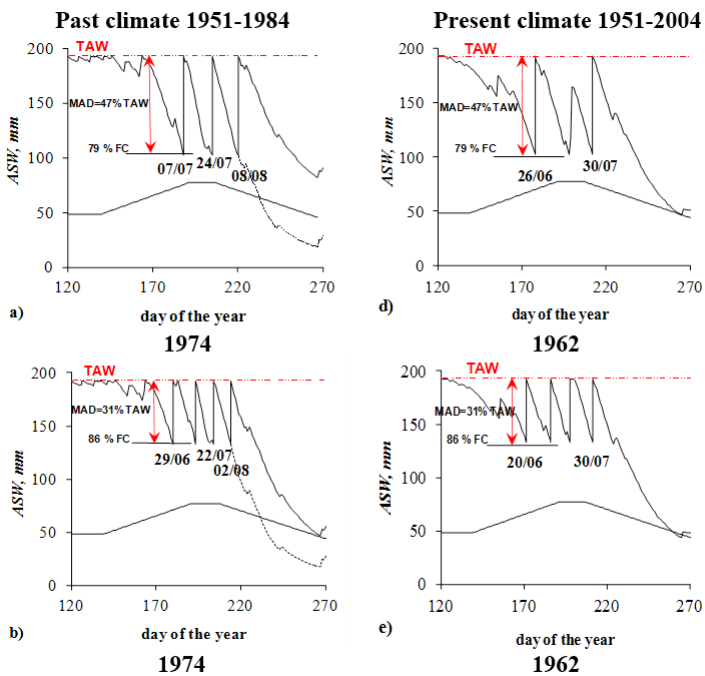 Past climate 1951-1984
Present climate 1951-2004
200
TAW
150
MAD=47% TAW
ASW, mm
79 % FC
100
07/07
24/07
08/08
50
0
120
170
220
270
a)
day of the year
1974
200
TAW
150
MAD=47% TAW
ASW, mm
79 % FC
100
26/06
30/07
50
0
120
170
220
270
d)
day of the year
1962
200
TAW
MAD=31% TAW
150
86 % FC
ASW, mm
29/06
22/07
02/08
100
50
0
120
170
220
270
b)
day of the year
1974
200
TAW
MAD=31% TAW
150
86 % FC
ASW, mm
20/06
30/07
100
50
0
120
170
220
270
e)
day of the year
1962